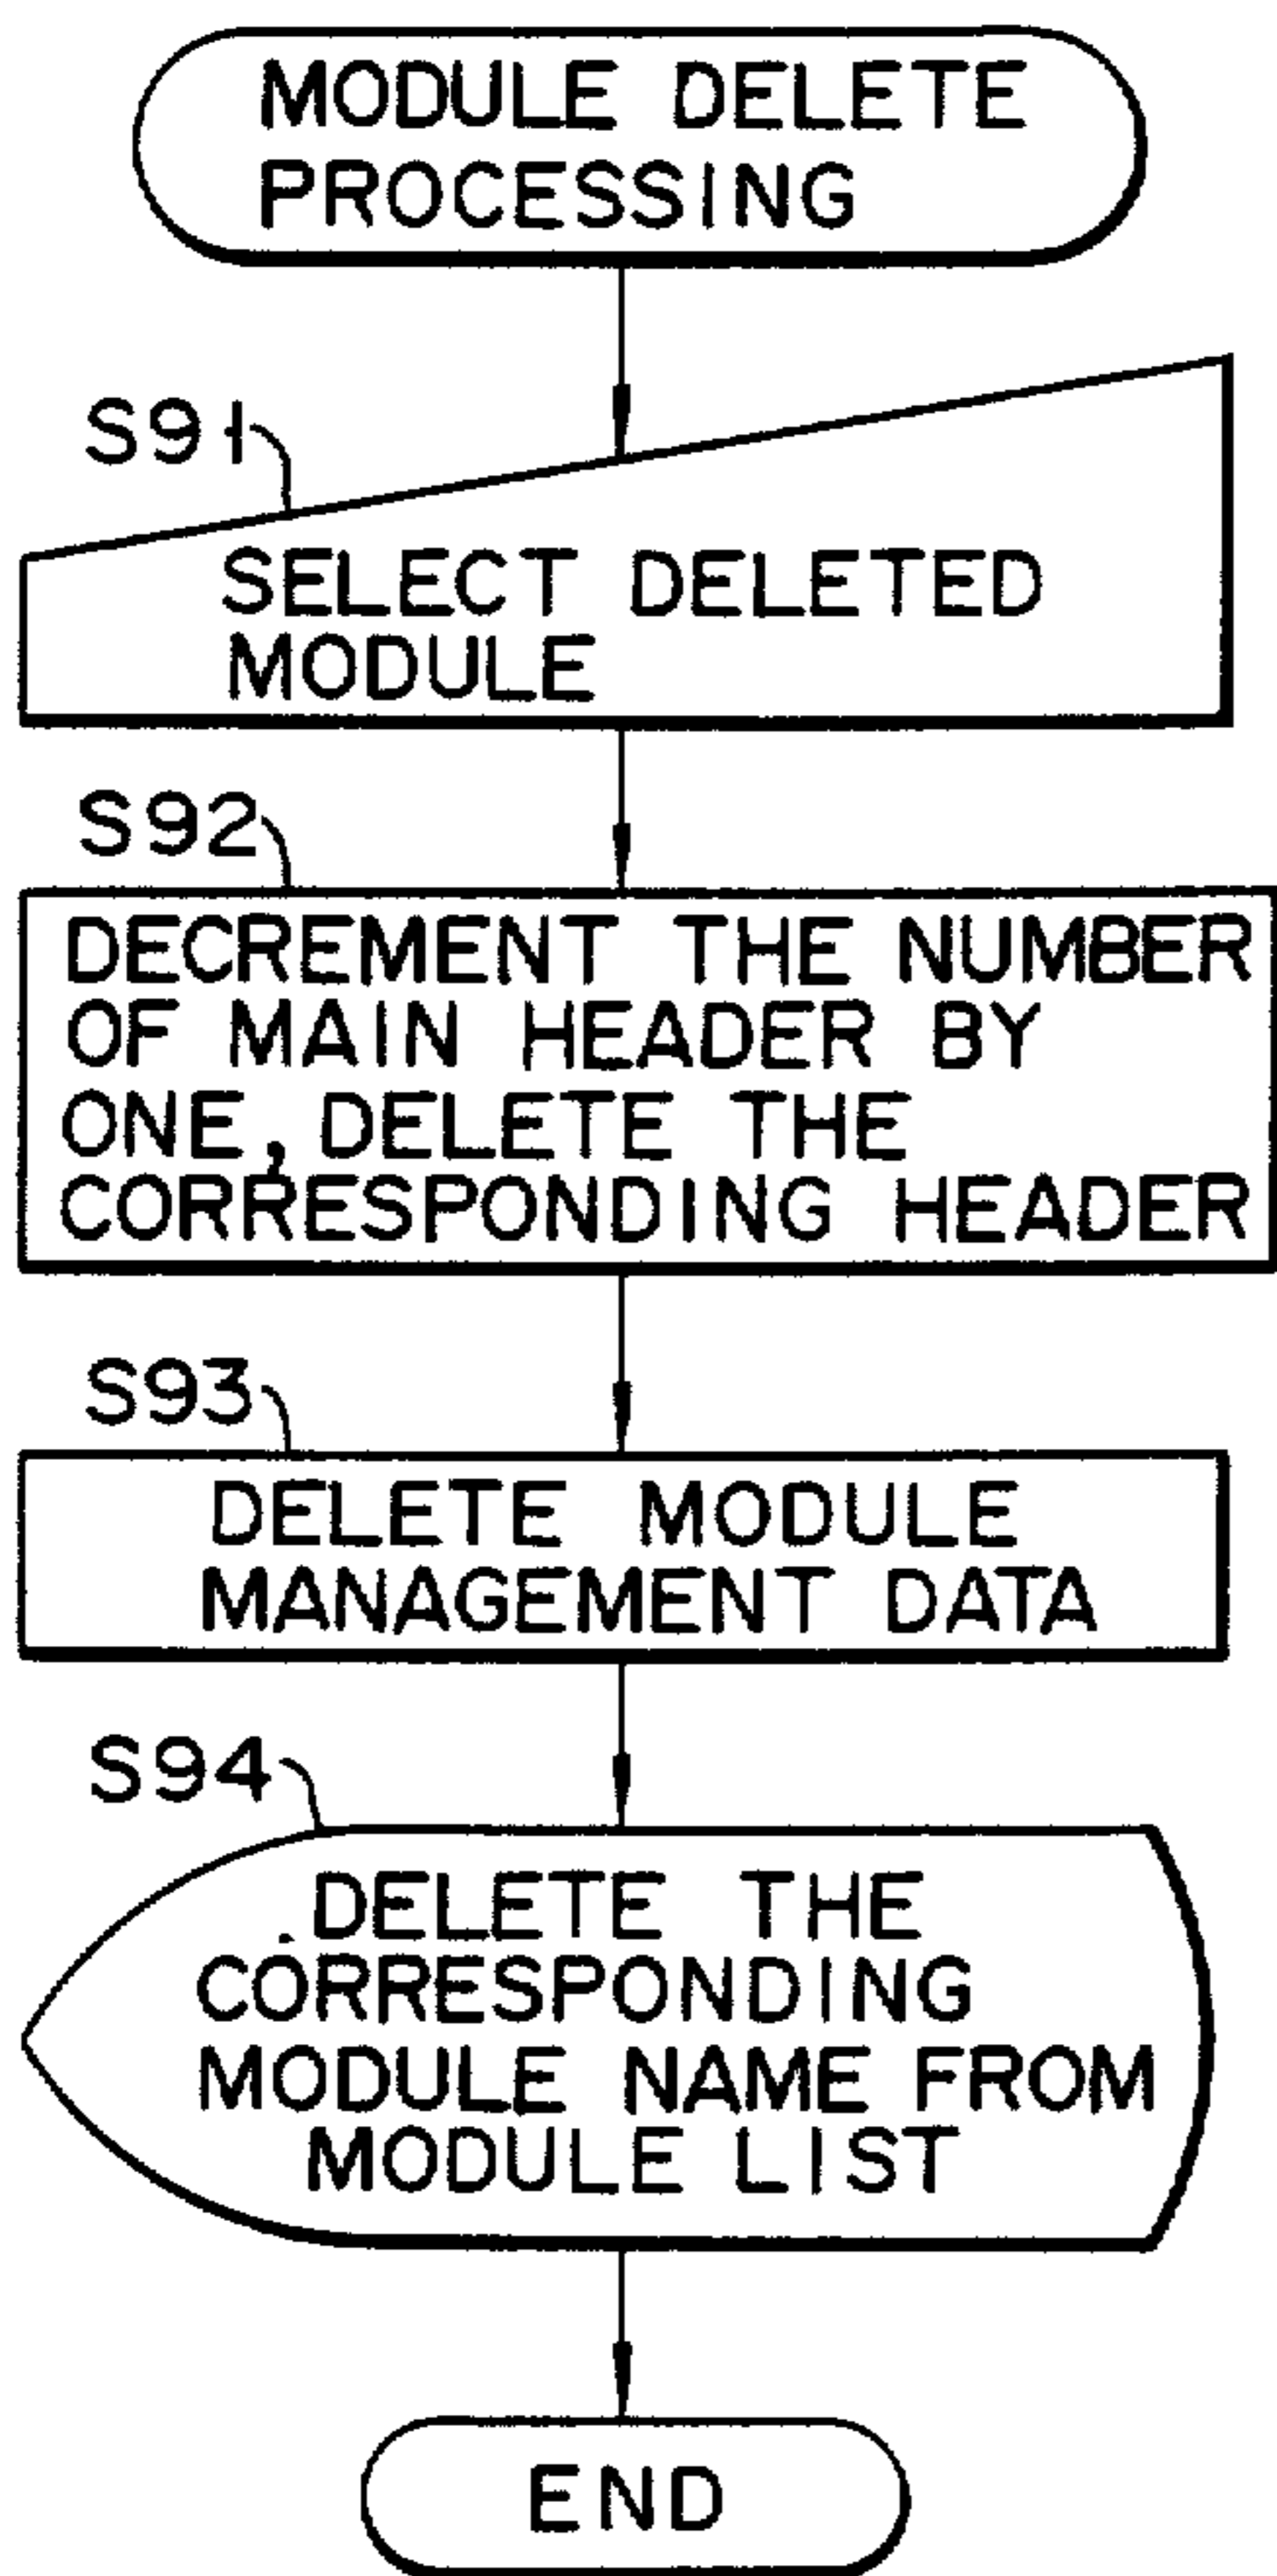 MODULE DELETE
PROCESSING
S91
SELECT DELETED
MODULE
S92
DECREMENT THE NUMBER
OF MAIN HEADER BY
ONE, DELETE THE
CORRESPONDING HEADER
S93
DELETE MODULE
MANAGEMENT DATA
S94
DELETE THE
CORRESPONDING
MODULE NAME FROM
MODULE LIST
END